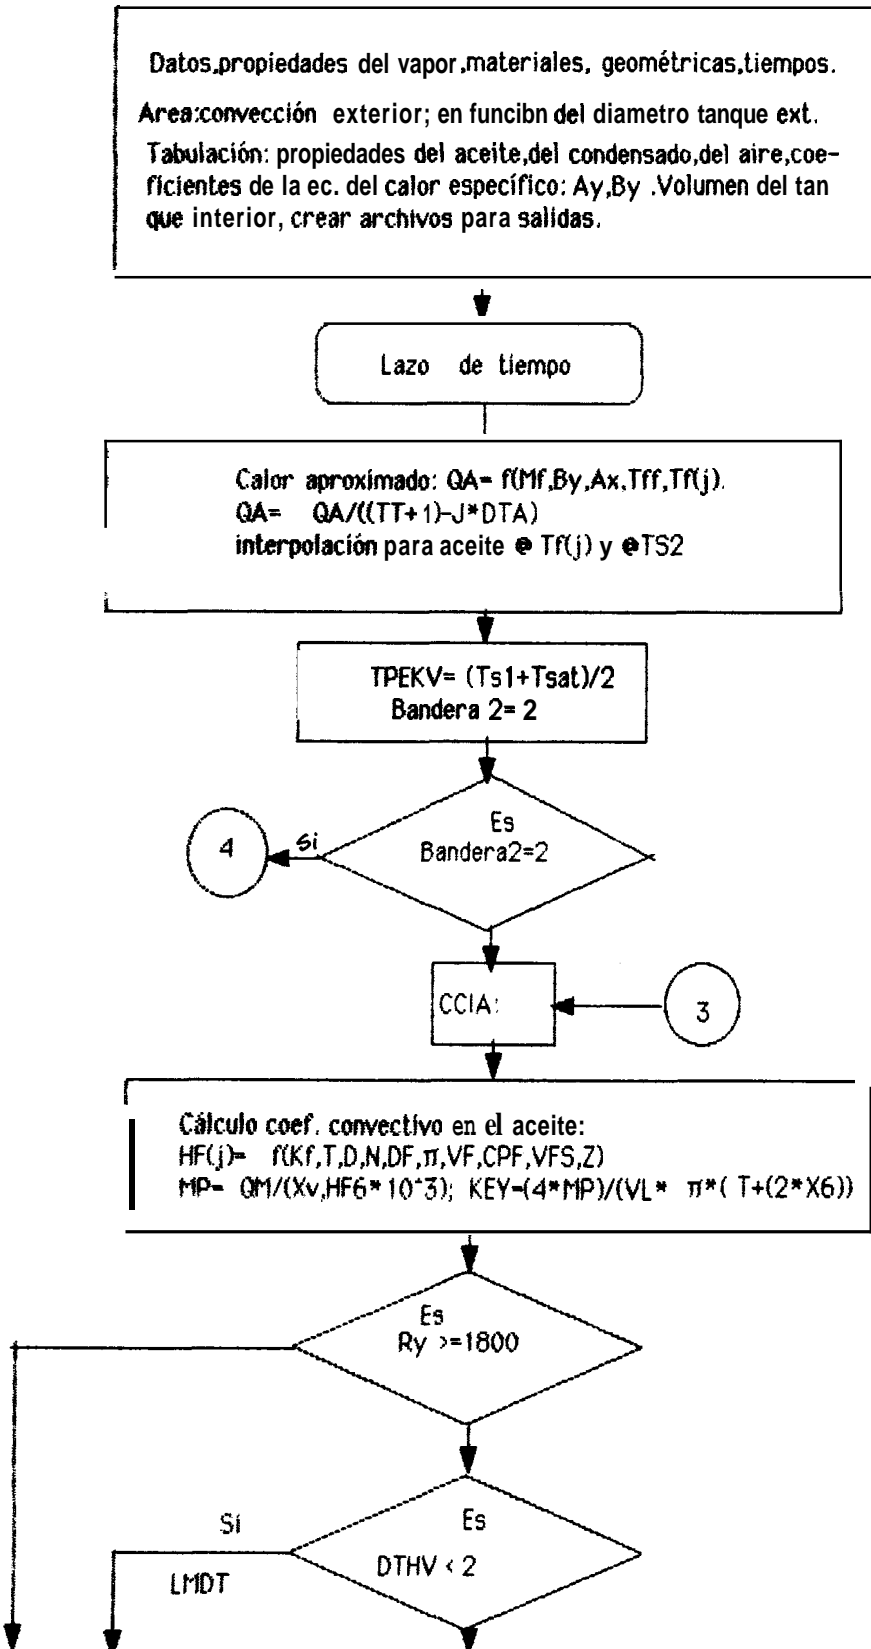 Datos,propiedades del vapor,materiales, geométricas,tiempos.
Area:convección exterior; en funcibn del diametro tanque ext.
Tabulación: propiedades del aceite,del condensado,del aire,coe-
ficientes de la ec. del calor específico: Ay,By .Volumen del tan
que interior, crear archivos para salidas.
Lazo de tiempo
Calor aproximado: QA= f(Mf,By,Ax,Tff,Tf(j).
QA= QA/((TT+1)-J*DTA)
interpolación para aceite @ Tf(j) y @TS2
TPEKV= (Ts1+Tsat)/2
Bandera 2= 2
Es
Bandera2=2
Si
4
CCIA:
3
Cálculo coef. convectivo en el aceite:
HF(j)= f(Kf,T,D,N,DF,π,VF,CPF,VFS,Z)
MP= QM/(Xv,HF6*10^3); KEY=(4*MP)/(VL* π*( T+(2*X6))
Es
Ry >=1800
Es
DTHV < 2
Sí
LMDT